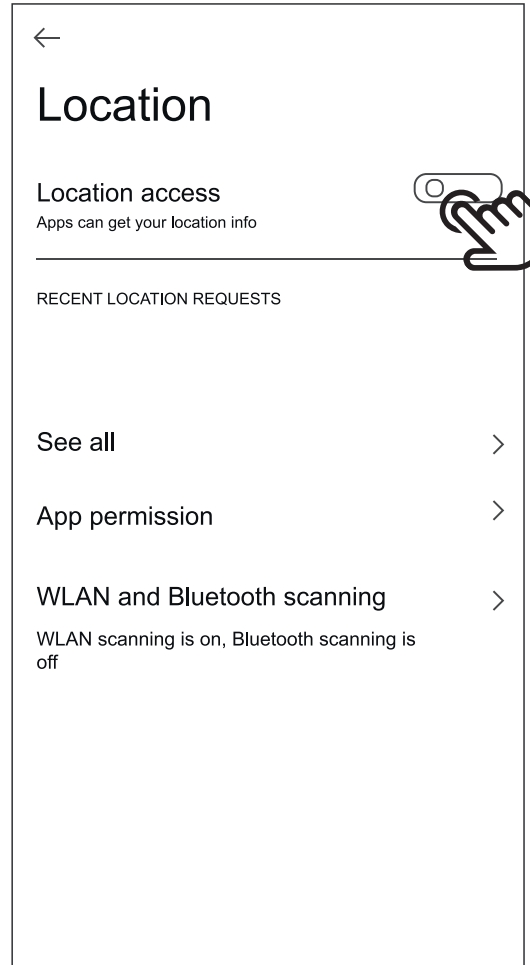 Location
Location access
Apps can get your location info
RECENT LOCATION REQUESTS
See all
App permission
WLAN and Bluetooth scanning
WLAN scanning is on, Bluetooth scanning is
off